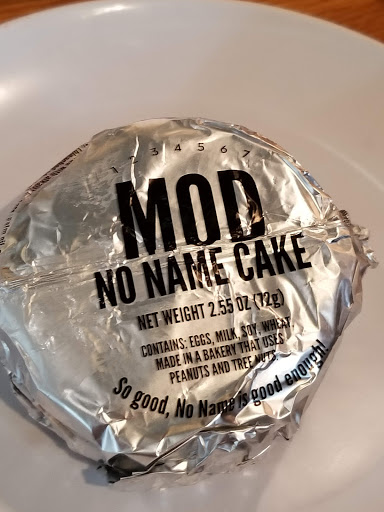 1 2 3 4 5 6 7
MOD
NO NAME CAKE
NET WEIGHT 2.55 OZ (72g)
CONTAINS: EGGS, MILK, SOY, WHEAT.
MADE IN A BAKERY THAT USES
PEANUTS AND TREE NUTS
So good, No Name is good enough!